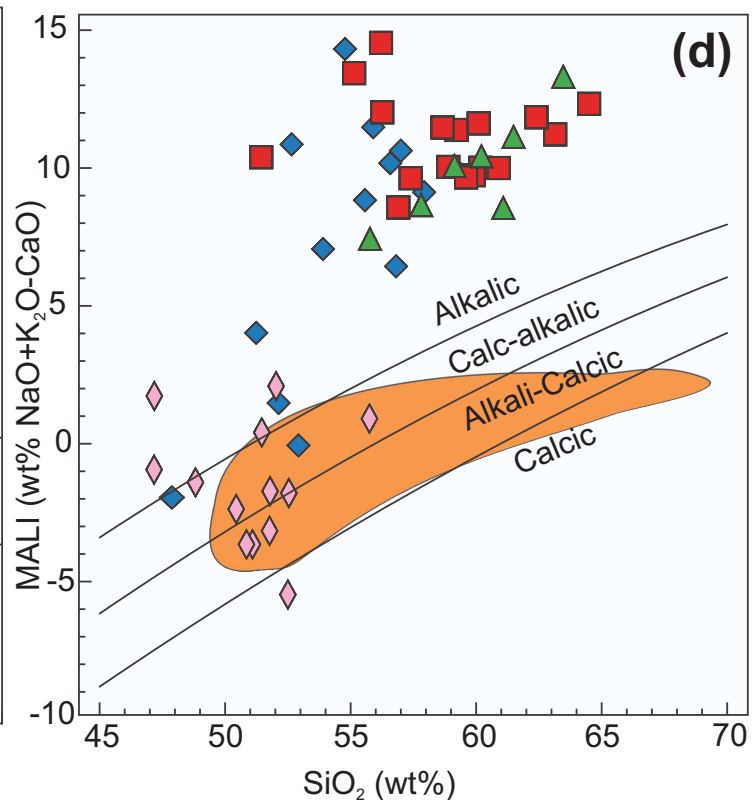 (d)
15
10
5
0
-5
-10
MALI (wt% NaO+K₂O-CaO)
Alkalic
Calc-alkalic
Alkali-Calcic
Calcic
45 50 55 60 65 70
SiO₂ (wt%)